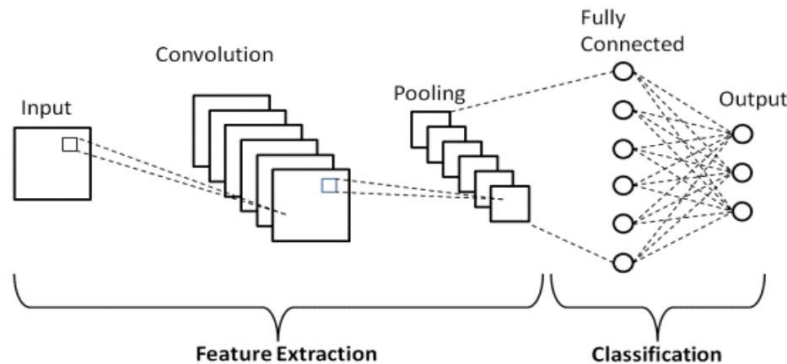 Input
Convolution
Pooling
Fully
Connected
Output
Feature Extraction
Classification